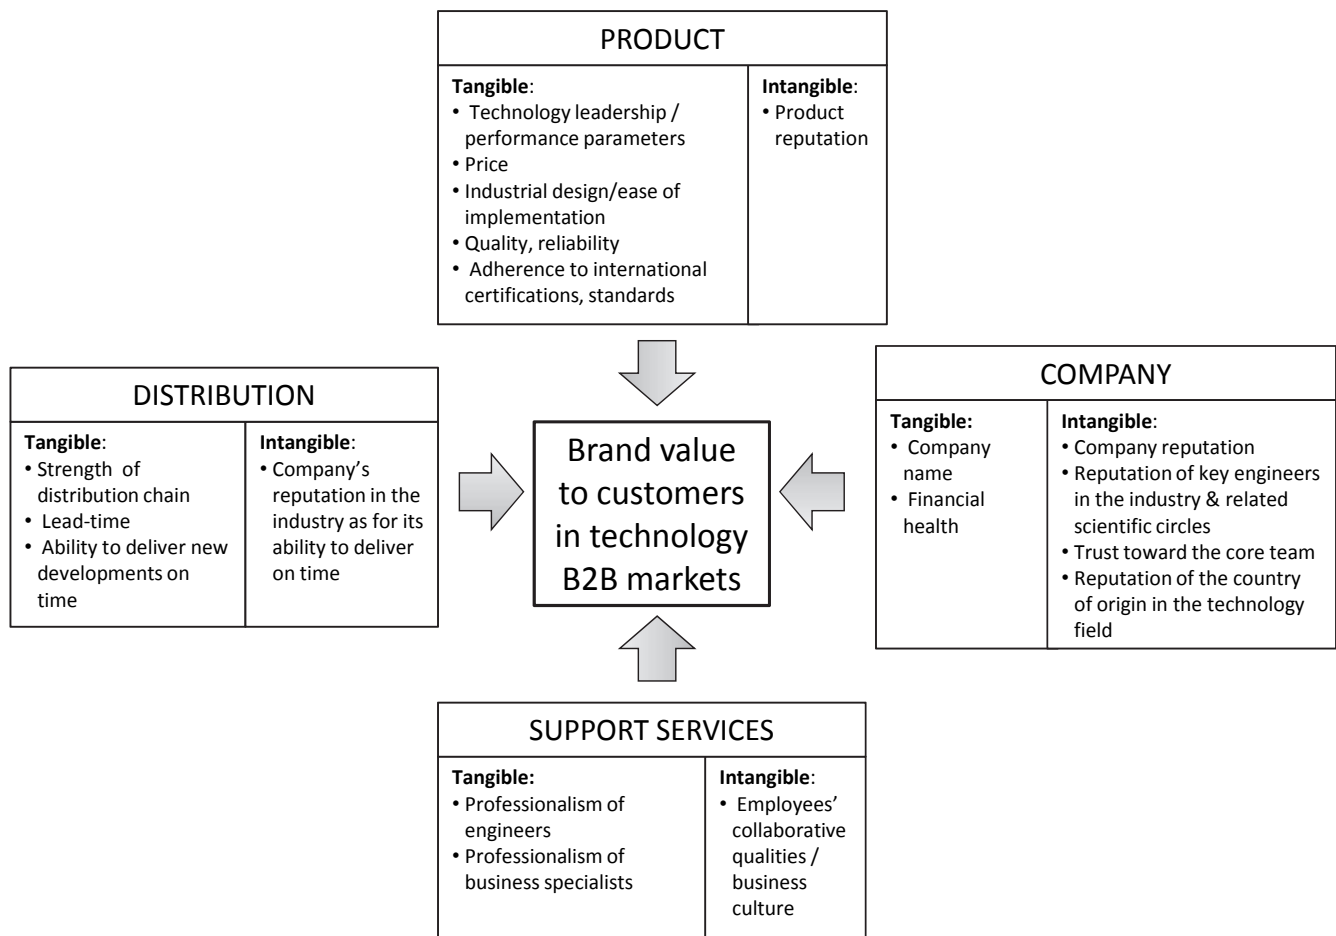 PRODUCT
Tangible:
• Technology leadership /
performance parameters
• Price
• Industrial design/ease of
implementation
• Quality, reliability
• Adherence to international
certifications, standards
Intangible:
• Product
reputation
DISTRIBUTION
Tangible:
• Strength of
distribution chain
• Lead-time
• Ability to deliver new
developments on
time
Intangible:
• Company’s
reputation in the
industry as for its
ability to deliver
on time
Brand value
to customers
in technology
B2B markets
COMPANY
Tangible:
• Company
name
• Financial
health
Intangible:
• Company reputation
• Reputation of key engineers
in the industry & related
scientific circles
• Trust toward the core team
• Reputation of the country
of origin in the technology
field
SUPPORT SERVICES
Tangible:
• Professionalism of
engineers
• Professionalism of
business specialists
Intangible:
• Employees’
collaborative
qualities /
business
culture